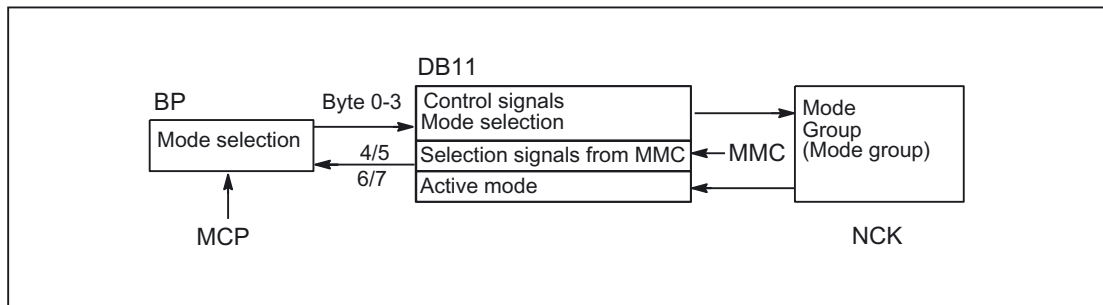 DB11
BP
Byte 0-3
Mode selection
4/5
6/7
MCP
Control signals
Mode selection
Selection signals from MMC
Active mode
MMC
Mode
Group
(Mode group)
NCK